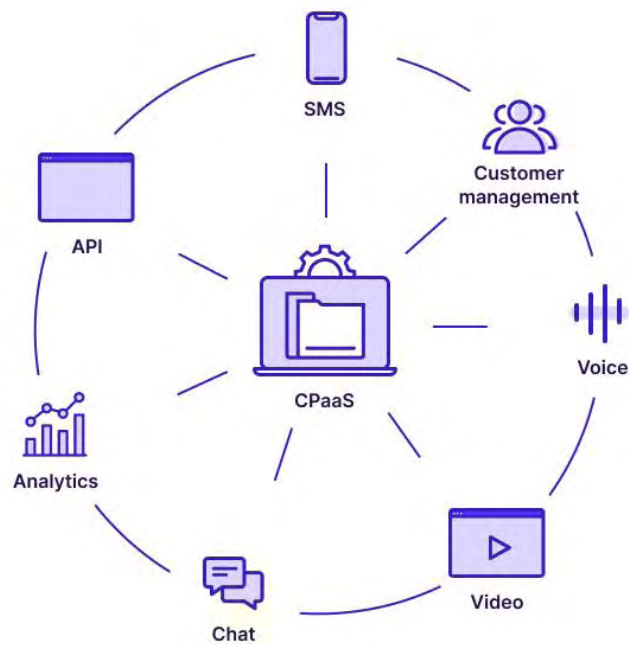 SMS
Customer
management
API
Voice
CPaaS
Analytics
Video
Chat